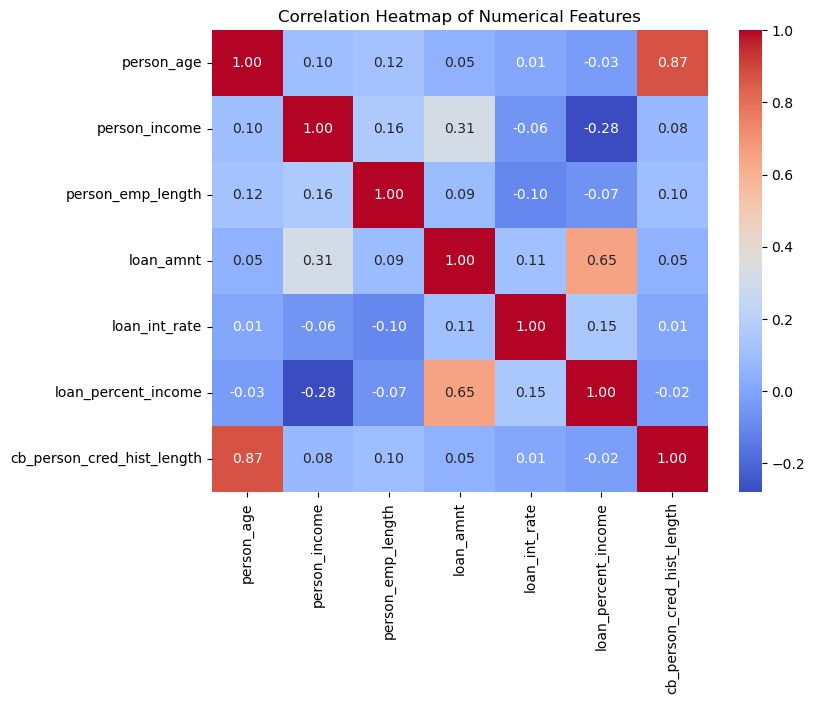 Correlation Heatmap of Numerical Features
person_age 1.00 0.10 0.12 0.05 0.01 -0.03 0.87
person_income 0.10 1.00 0.16 0.31 -0.06 -0.28 0.08
person_emp_length 0.12 0.16 1.00 0.09 -0.10 -0.07 0.10
loan_amnt 0.05 0.31 0.09 1.00 0.11 0.65 0.05
loan_int_rate 0.01 -0.06 -0.10 0.11 1.00 0.15 0.01
loan_percent_income -0.03 -0.28 -0.07 0.65 0.15 1.00 -0.02
cb_person_cred_hist_length 0.87 0.08 0.10 0.05 0.01 -0.02 1.00
person_age
person_income
person_emp_length
loan_amnt
loan_int_rate
loan_percent_income
cb_person_cred_hist_length
1.0
0.8
0.6
0.4
0.2
0.0
−0.2